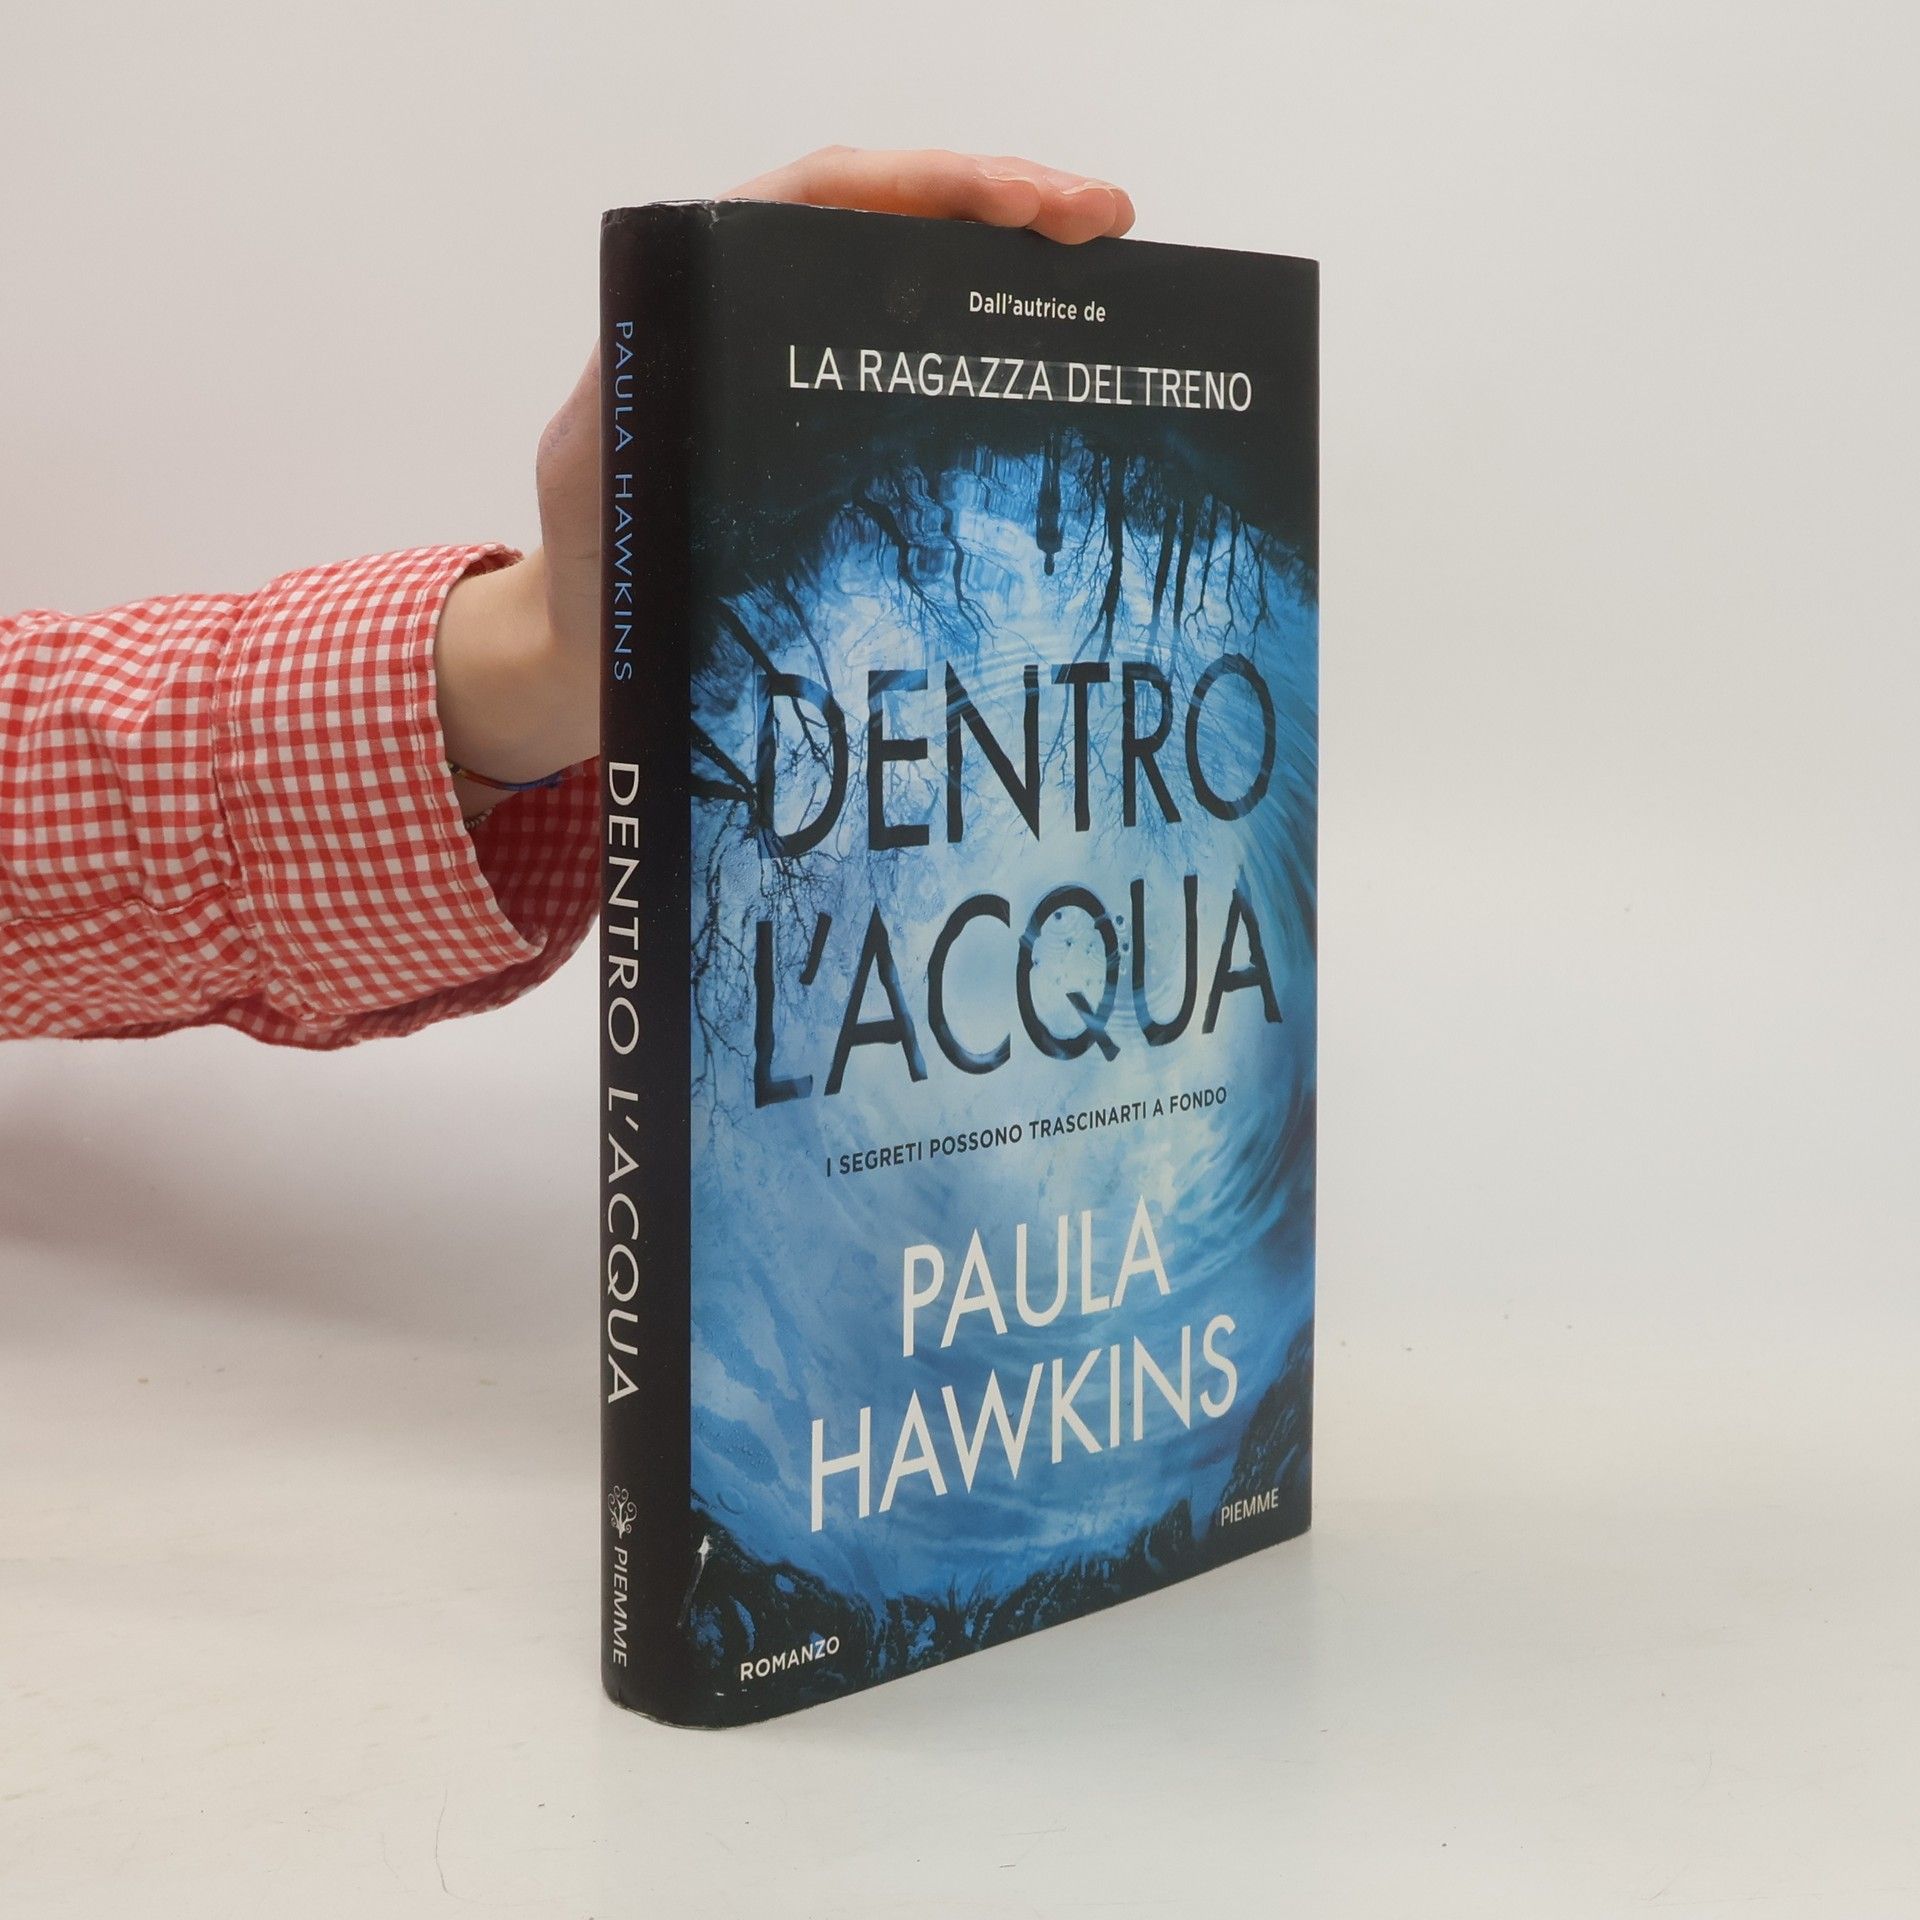 PAULA HAWKINS DENTRO L'ACQUA PIEMME
Dall'autrice de
LA RAGAZZA DEL TRENO
DENTRO
L'ACQUA
I SEGRETI POSSONO TRASCINARTI A FONDO
PAULA
HAWKINS
PIEMME
ROMANZO